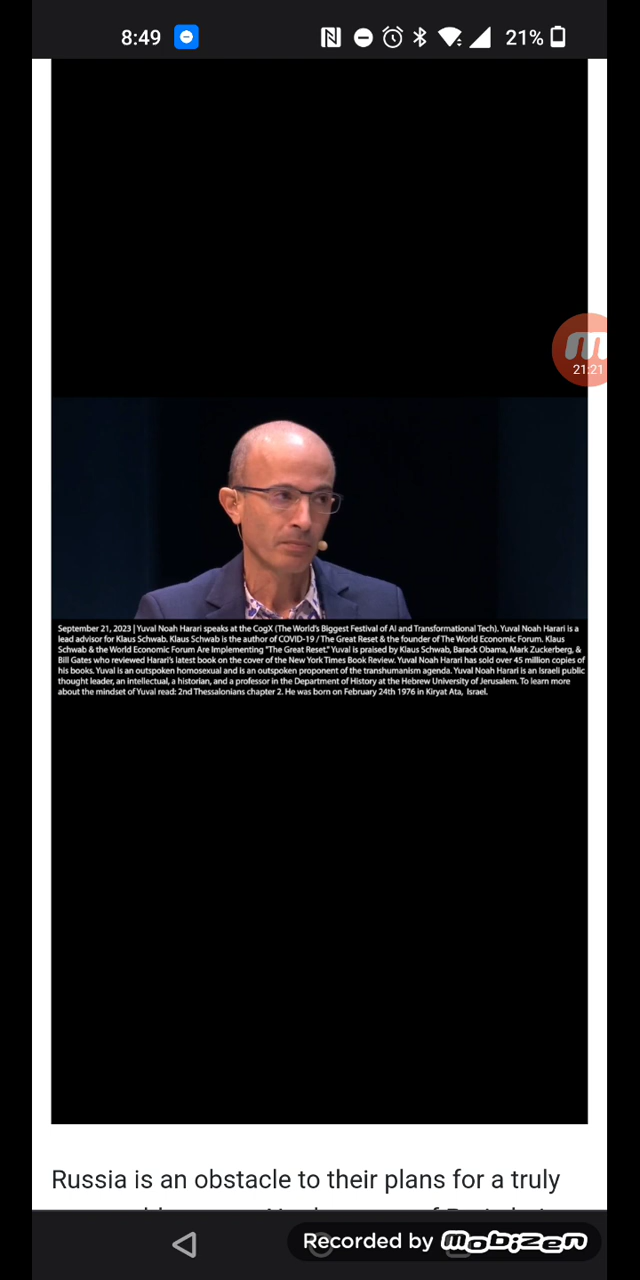 8:49
21%
21:21
September 21, 2023 | Yuval Noah Harari speaks at the CogX (The World's Biggest Festival of AI and Transformational Tech). Yuval Noah Harari is a
lead advisor for Klaus Schwab. Klaus Schwab is the author of COVID-19 / The Great Reset & the founder of The World Economic Forum. Klaus
Schwab & the World Economic Forum Are Implementing "The Great Reset." Yuval is praised by Klaus Schwab, Barack Obama, Mark Zuckerberg, &
Bill Gates who reviewed Harari's latest book on the cover of the New York Times Book Review. Yuval Noah Harari has sold over 45 million copies of
his books. Yuval is an outspoken homosexual and is an outspoken proponent of the transhumanism agenda. Yuval Noah Harari is an Israeli public
thought leader, an intellectual, a historian, and a professor in the Department of History at the Hebrew University of Jerusalem. To learn more
about the mindset of Yuval read: 2nd Thessalonians chapter 2. He was born on February 24th 1976 in Kiryat Ata, Israel.
Russia is an obstacle to their plans for a truly
Recorded by Mobizen